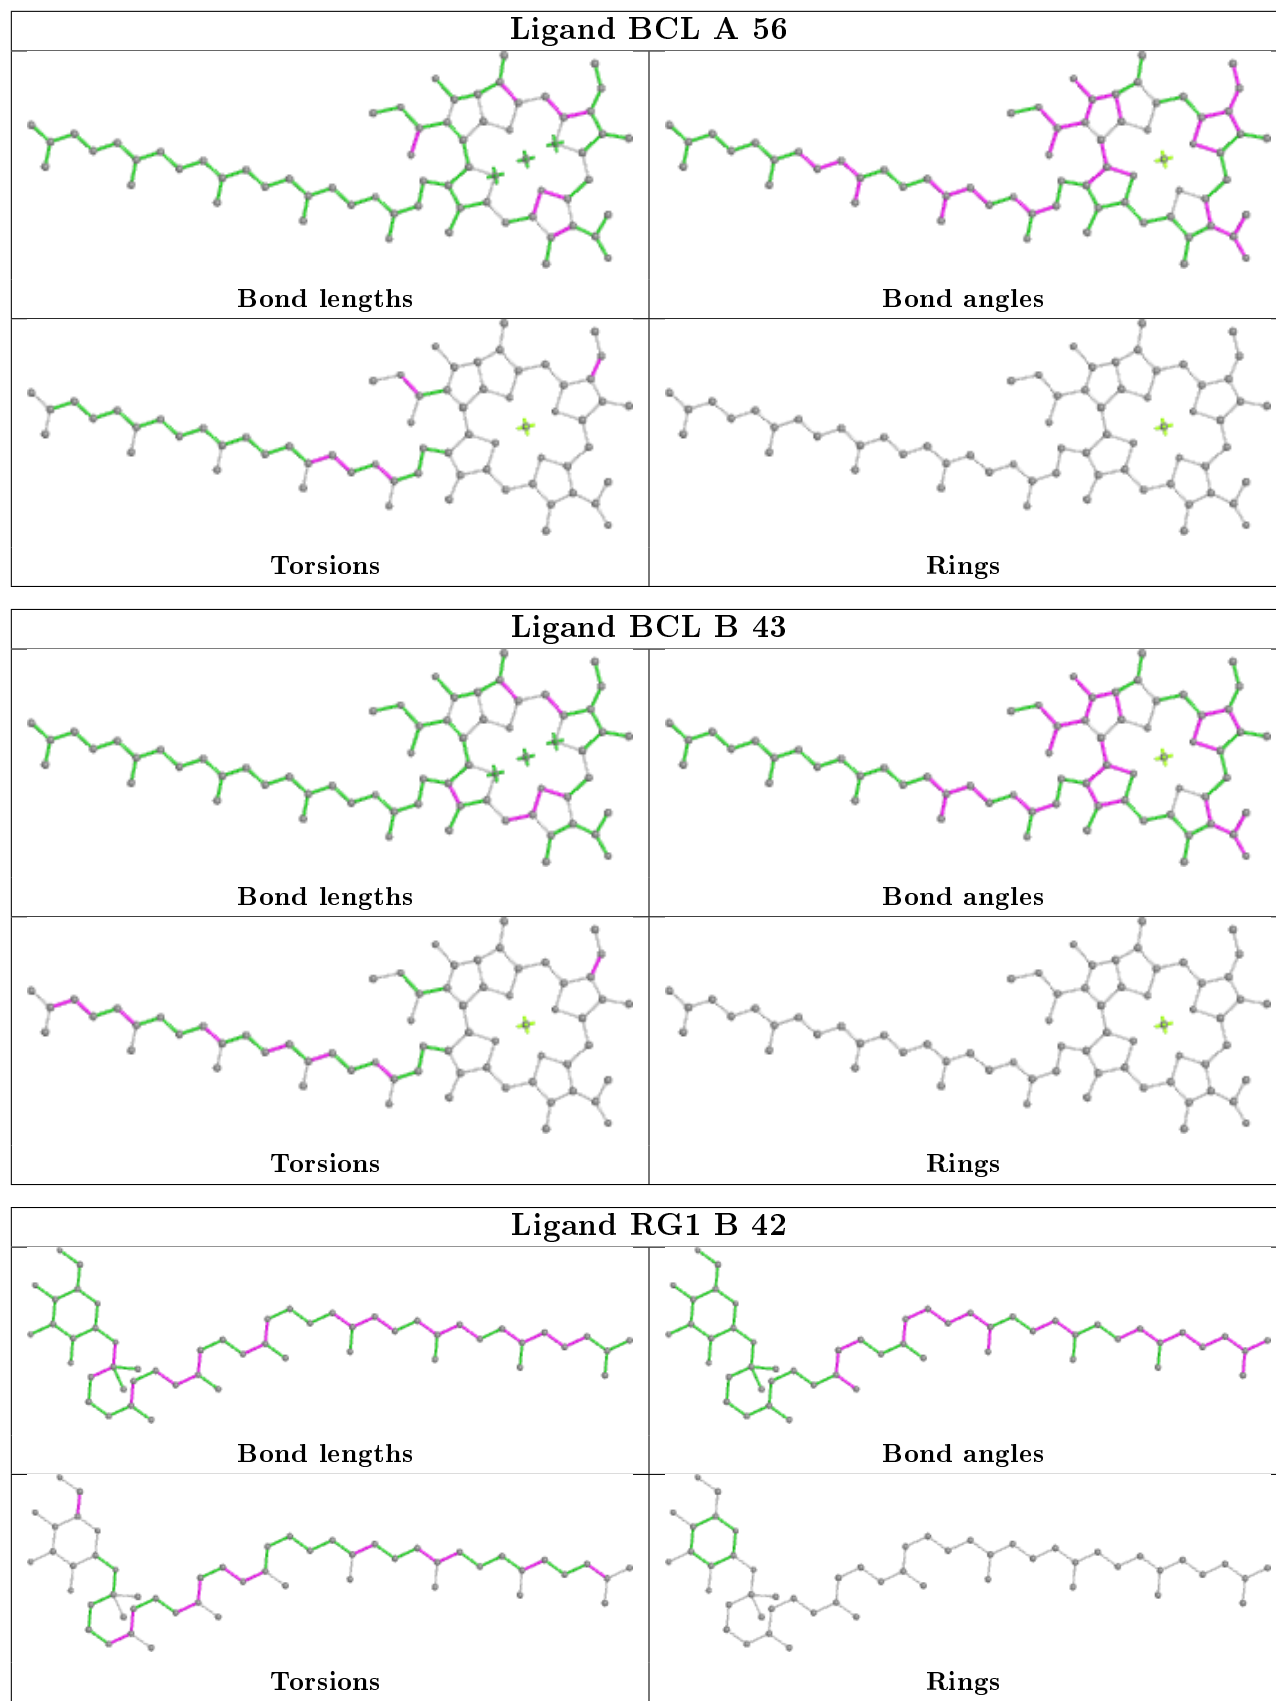 Ligand BCL A 56
Bond lengths
Bond angles
Torsions
Rings
Ligand BCL B 43
Bond lengths
Bond angles
Torsions
Rings
Ligand RG1 B 42
Bond lengths
Bond angles
Torsions
Rings